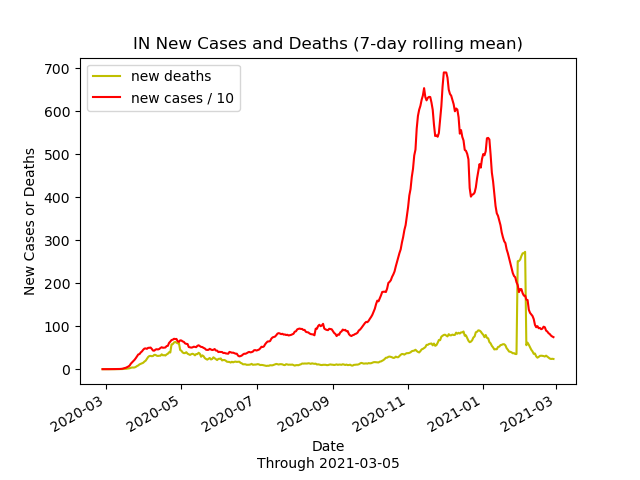 IN New Cases and Deaths (7-day rolling mean)
new deaths
new cases / 10
New Cases or Deaths
700
600
500
400
300
200
100
0
2020-03
2020-05
2020-07
2020-09
2020-11
2021-01
2021-03
Date
Through 2021-03-05